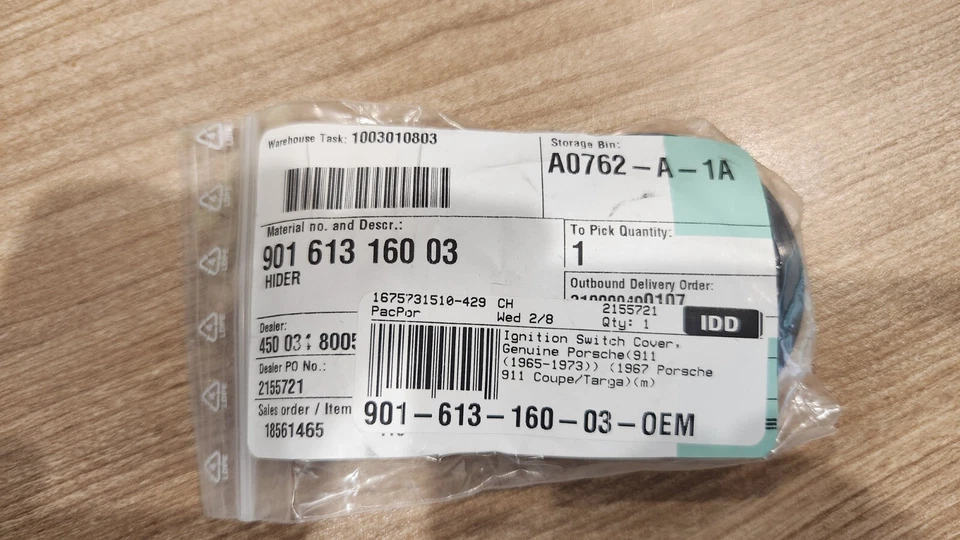 Warehouse Task: 1003010803
Storage Bin:
A0762-A-1A
Material no. and Descr.:
901 613 160 03
HIDER
To Pick Quantity:
1
Outbound Delivery Order:
Dealer:
450 03 8005
Dealer PO No.:
2155721
Sales order / Item
18561465
1675731510-429 CH
PacPor
Wed 2/8
2155721
Qty: 1
IDD
Ignition Switch Cover,
Genuine Porsche(911
(1965-1973)) (1967 Porsche
911 Coupe/Targa)(m)
901-613-160-03-OEM